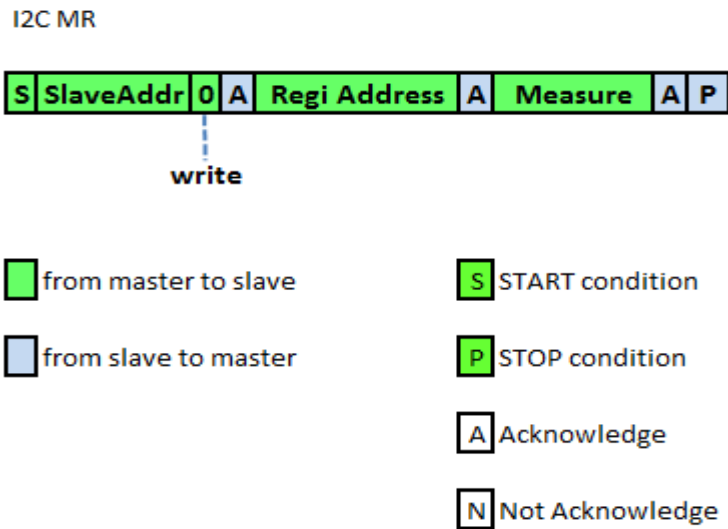 I2C MR
S SlaveAddr 0 A Regi Address A Measure A P
write
from master to slave
S START condition
from slave to master
P STOP condition
A Acknowledge
N Not Acknowledge